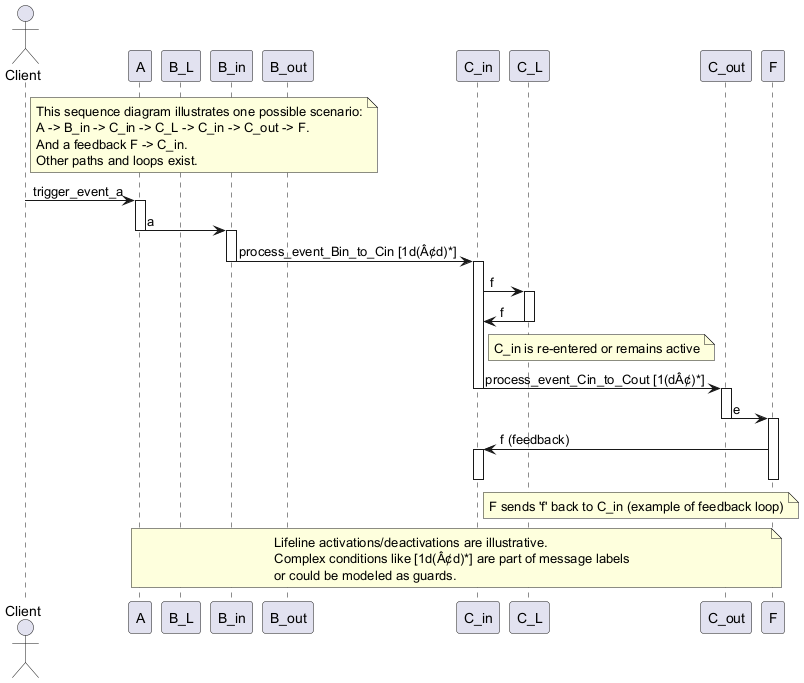 Client
A
B_L
B_in
B_out
C_in
C_L
C_out
F
This sequence diagram illustrates one possible scenario:
A -> B_in -> C_in -> C_L -> C_in -> C_out -> F.
And a feedback F -> C_in.
Other paths and loops exist.
trigger_event_a
a
process_event_Bin_to_Cin [1d(Â¢d)*]
f
f
C_in is re-entered or remains active
process_event_Cin_to_Cout [1(dÂ¢)*]
e
f (feedback)
F sends 'f' back to C_in (example of feedback loop)
Lifeline activations/deactivations are illustrative.
Complex conditions like [1d(Â¢d)*] are part of message labels
or could be modeled as guards.
Client
A
B_L
B_in
B_out
C_in
C_L
C_out
F